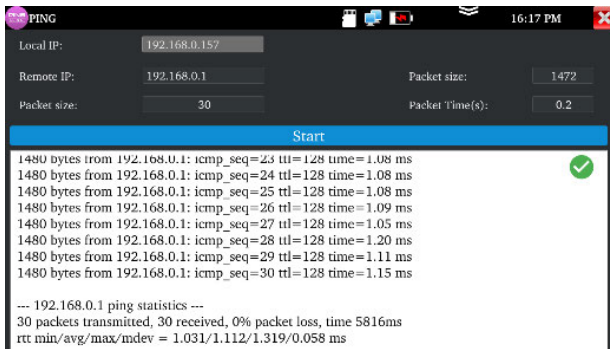 PING
16:17 PM
Local IP: 192.168.0.157
Remote IP: 192.168.0.1 Packet size: 1472
Packet size: 30 Packet Time(s): 0.2
Start
1480 bytes from 192.168.0.1: icmp_seq=23 ttl=128 time=1.08 ms
1480 bytes from 192.168.0.1: icmp_seq=24 ttl=128 time=1.08 ms
1480 bytes from 192.168.0.1: icmp_seq=25 ttl=128 time=1.08 ms
1480 bytes from 192.168.0.1: icmp_seq=26 ttl=128 time=1.09 ms
1480 bytes from 192.168.0.1: icmp_seq=27 ttl=128 time=1.05 ms
1480 bytes from 192.168.0.1: icmp_seq=28 ttl=128 time=1.20 ms
1480 bytes from 192.168.0.1: icmp_seq=29 ttl=128 time=1.11 ms
1480 bytes from 192.168.0.1: icmp_seq=30 ttl=128 time=1.15 ms
--- 192.168.0.1 ping statistics ---
30 packets transmitted, 30 received, 0% packet loss, time 5816ms
rtt min/avg/max/mdev = 1.031/1.112/1.319/0.058 ms